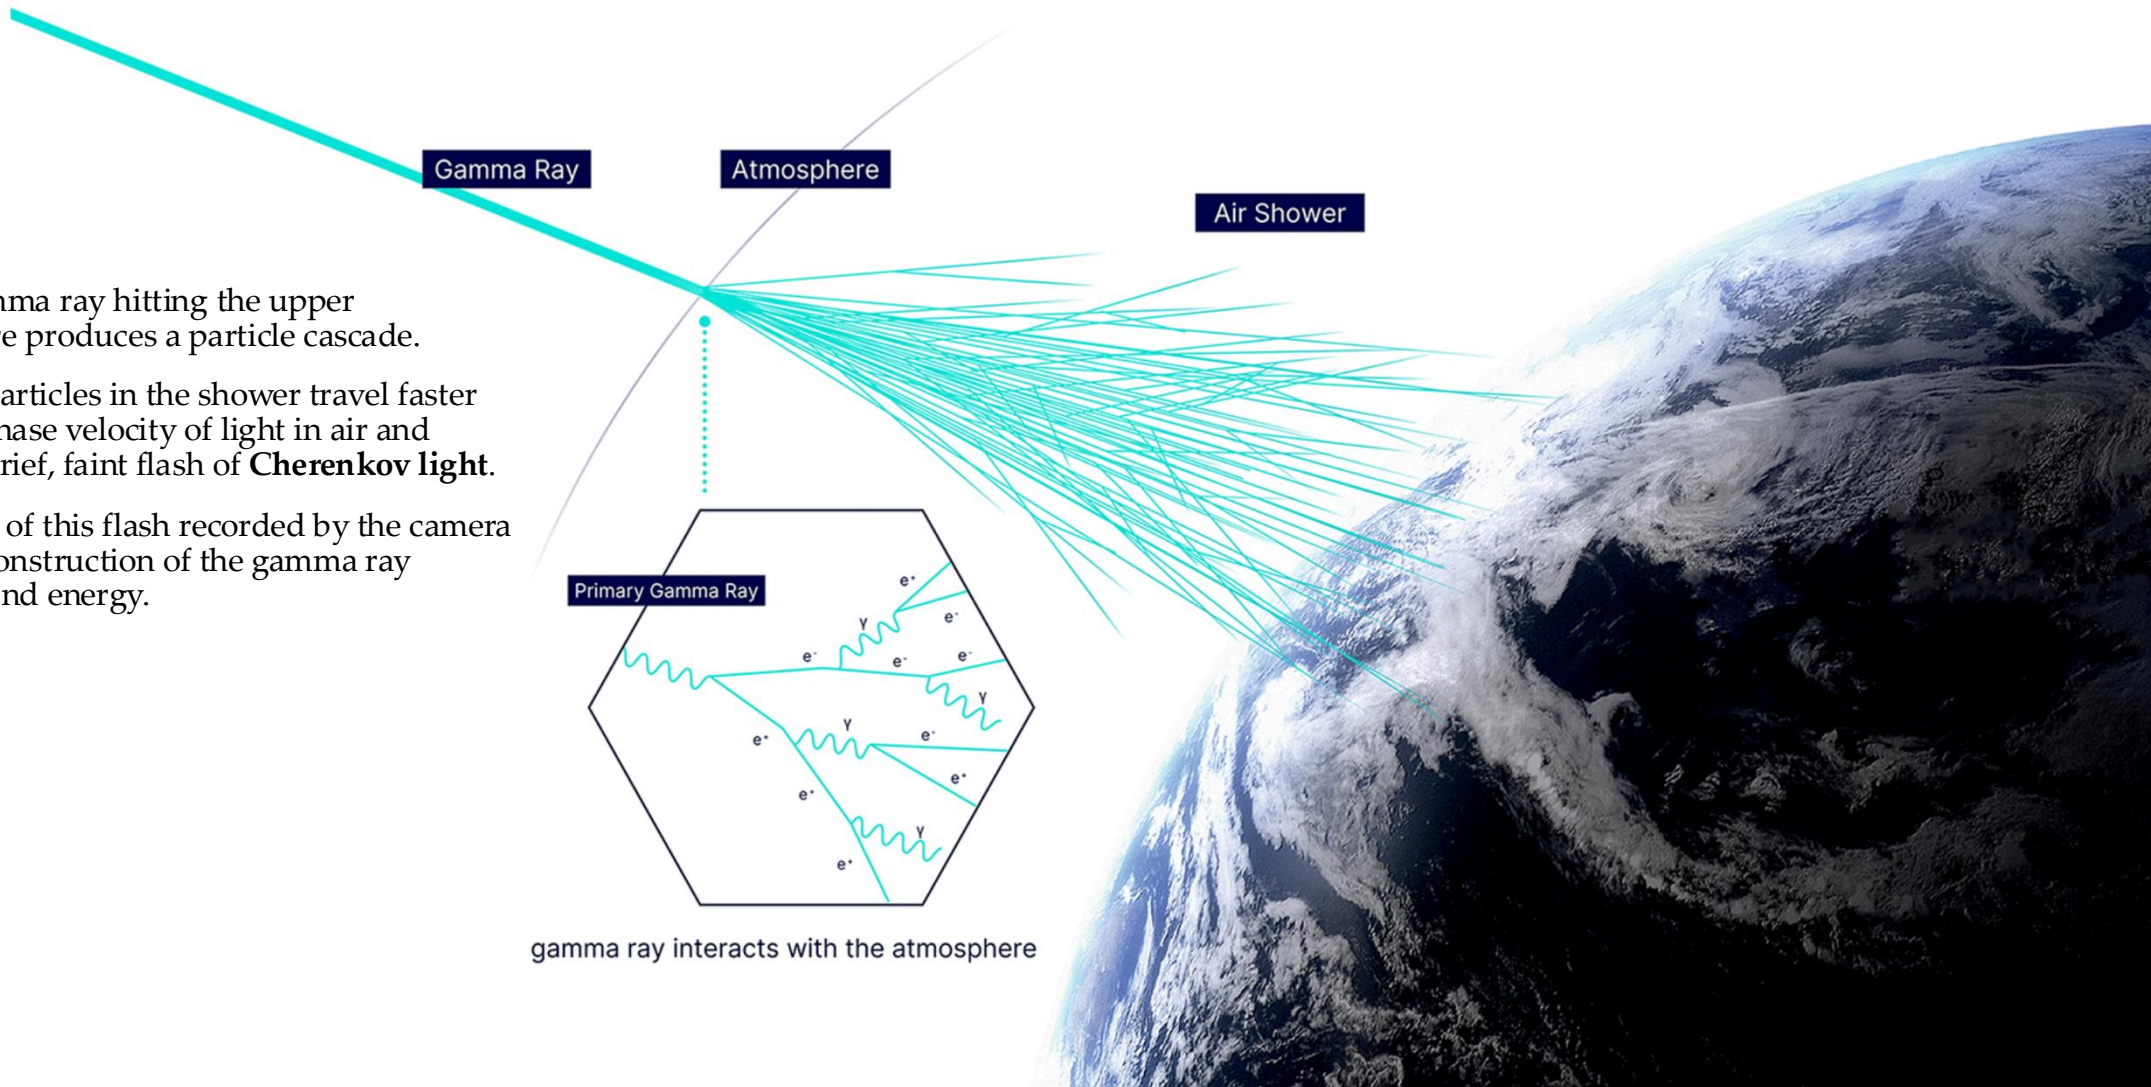 Gamma Ray
Atmosphere
Air Shower
ma ray hitting the upper
e produces a particle cascade.
articles in the shower travel faster
hase velocity of light in air and
rief, faint flash of Cherenkov light.
of this flash recorded by the camera
onstruction of the gamma ray
nd energy.
Primary Gamma Ray
e⁺
γ
e⁻
e⁻
e⁻
e⁻
γ
γ
e⁻
e⁺
e⁺
e⁺
γ
e⁺
gamma ray interacts with the atmosphere